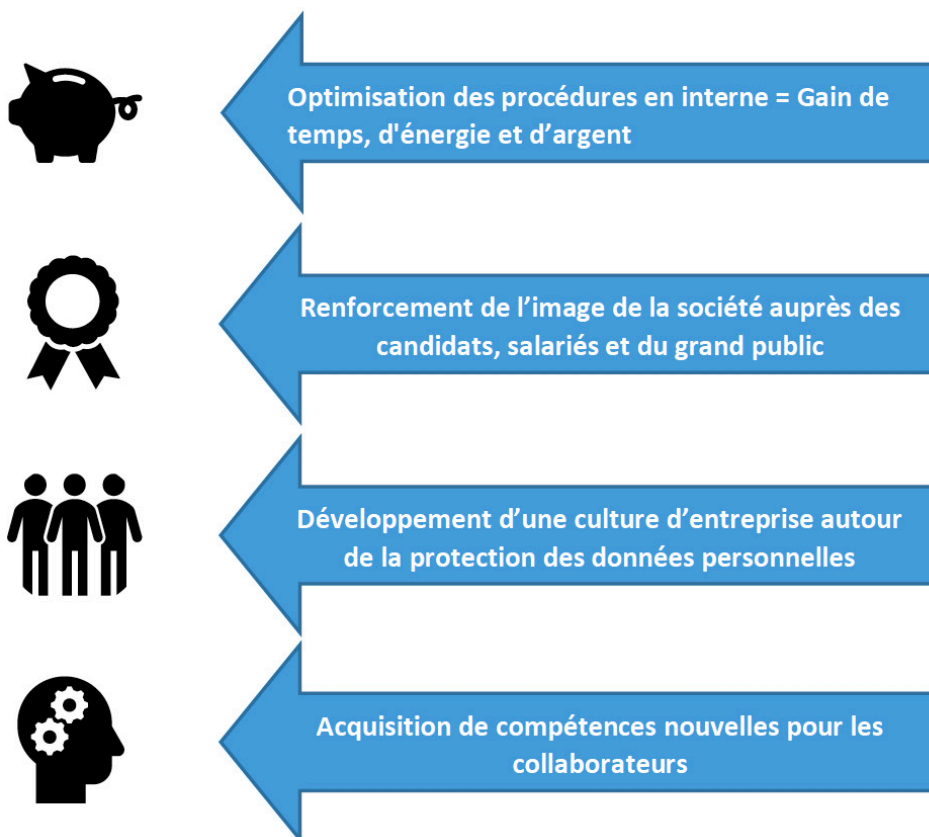 Optimisation des procédures en interne = Gain de
temps, d'énergie et d’argent
Renforcement de l’image de la société auprès des
candidats, salariés et du grand public
Développement d’une culture d’entreprise autour
de la protection des données personnelles
Acquisition de compétences nouvelles pour les
collaborateurs